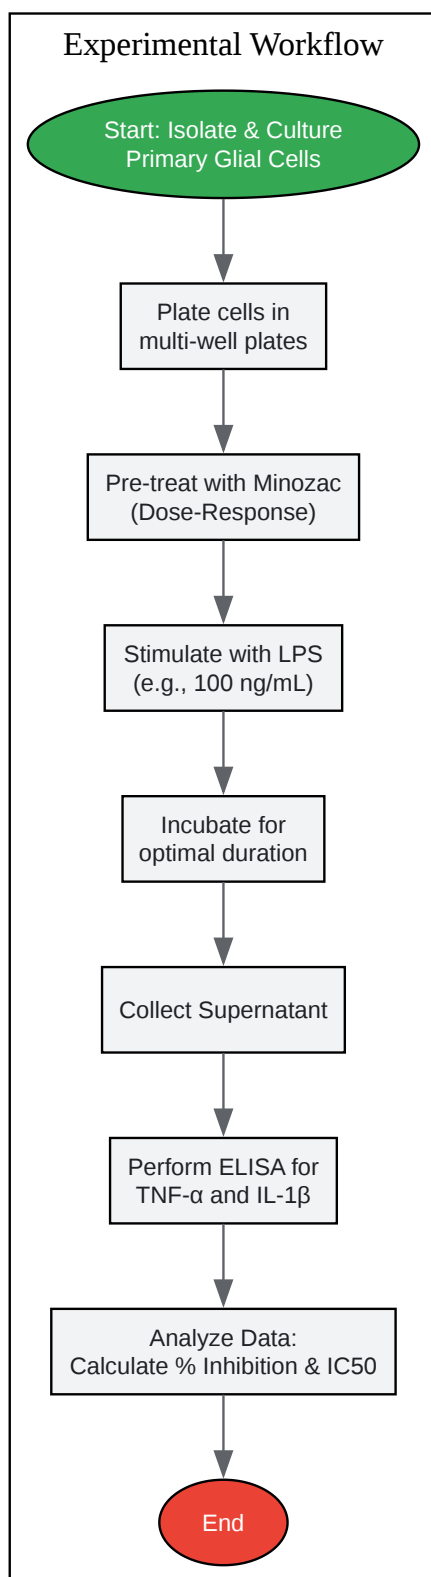 Experimental Workflow
Start: Isolate & Culture
Primary Glial Cells
Plate cells in
multi-well plates
Pre-treat with Minozac
(Dose-Response)
Stimulate with LPS
(e.g., 100 ng/mL)
Incubate for
optimal duration
Collect Supernatant
Perform ELISA for
TNF-α and IL-1β
Analyze Data:
Calculate % Inhibition & IC50
End